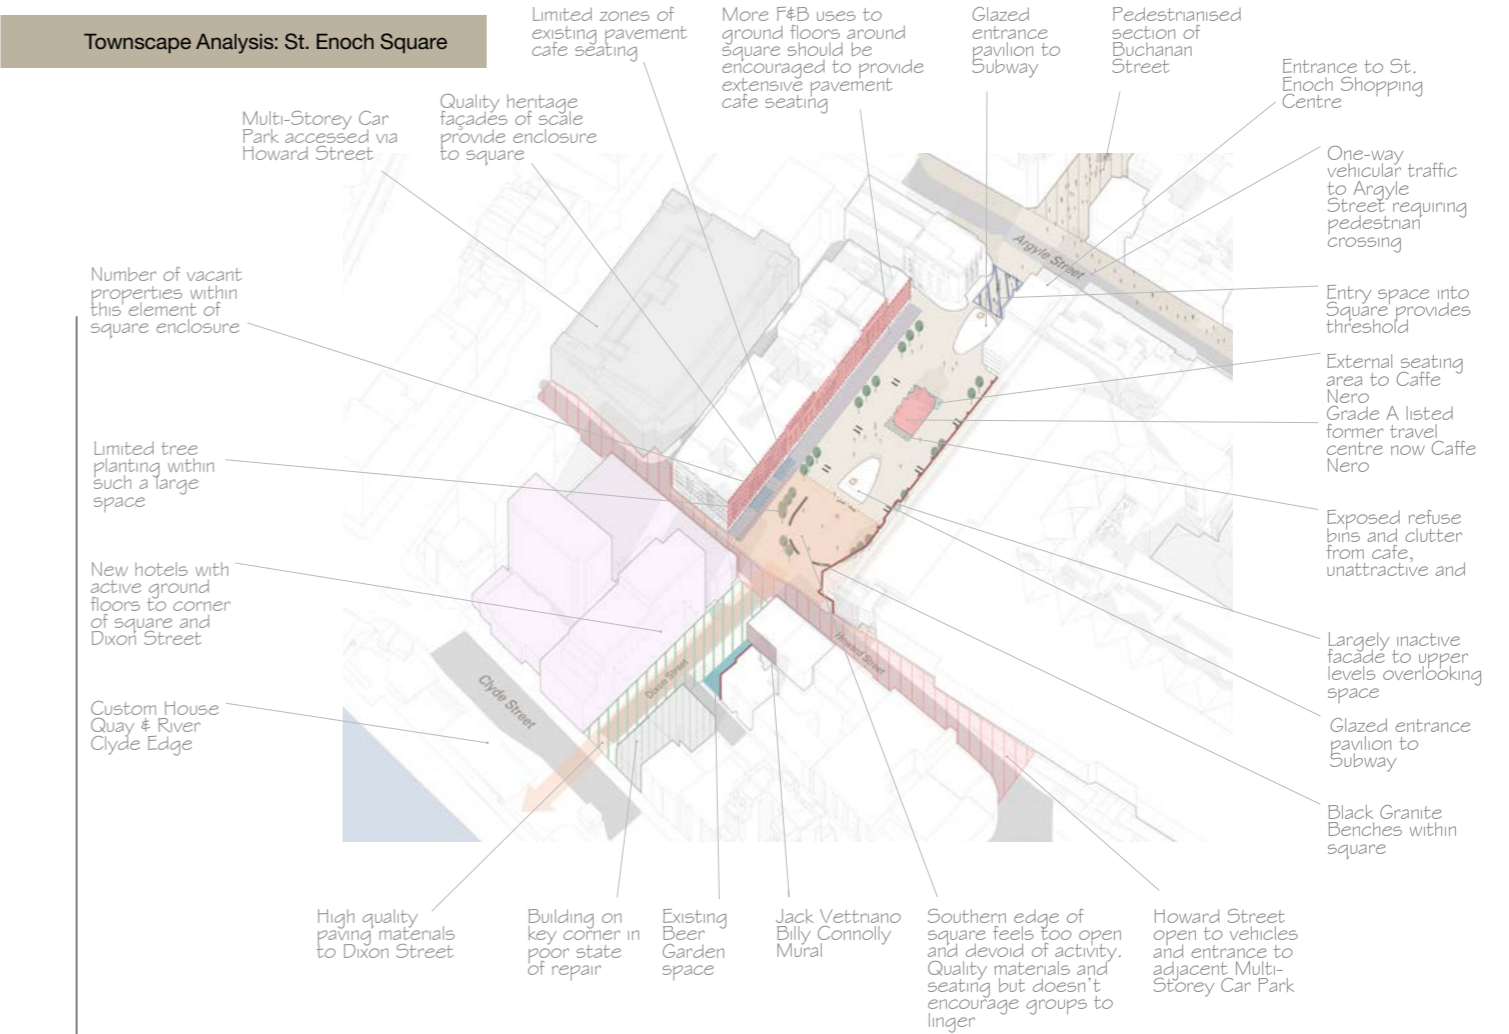 Townscape Analysis: St. Enoch Square
Limited zones of
existing pavement
cafe seating
More F&B uses to
ground floors around
square should be
encouraged to provide
extensive pavement
cafe seating
Glazed
entrance
pavilion to
Subway
Pedestrianised
section of
Buchanan
Street
Entrance to St.
Enoch Shopping
Centre
Multi-Storey Car
Park accessed via
Howard Street
Quality heritage
façades of scale
provide enclosure
to square
One-way
vehicular traffic
to Argyle
Street requiring
pedestrian
crossing
Number of vacant
properties within
this element of
square enclosure
Entry space into
Square provides
threshold
External seating
area to Caffe
Nero
Grade A listed
former travel
centre now Caffe
Nero
Limited tree
planting within
such a large
space
Exposed refuse
bins and clutter
from cafe,
unattractive and
New hotels with
active ground
floors to corner
of square and
Dixon Street
Largely inactive
facade to upper
levels overlooking
space
Custom House
Quay & River
Clyde Edge
Glazed entrance
pavilion to
Subway
Black Granite
Benches within
square
Argyle Street
Howard Street
Dixon Street
Clyde Street
High quality
paving materials
to Dixon Street
Building on
key corner in
poor state
of repair
Existing
Beer
Garden
space
Jack Vettriano
Billy Connolly
Mural
Southern edge of
square feels too open
and devoid of activity.
Quality materials and
seating but doesn't
encourage groups to
linger
Howard Street
open to vehicles
and entrance to
adjacent Multi-
Storey Car Park